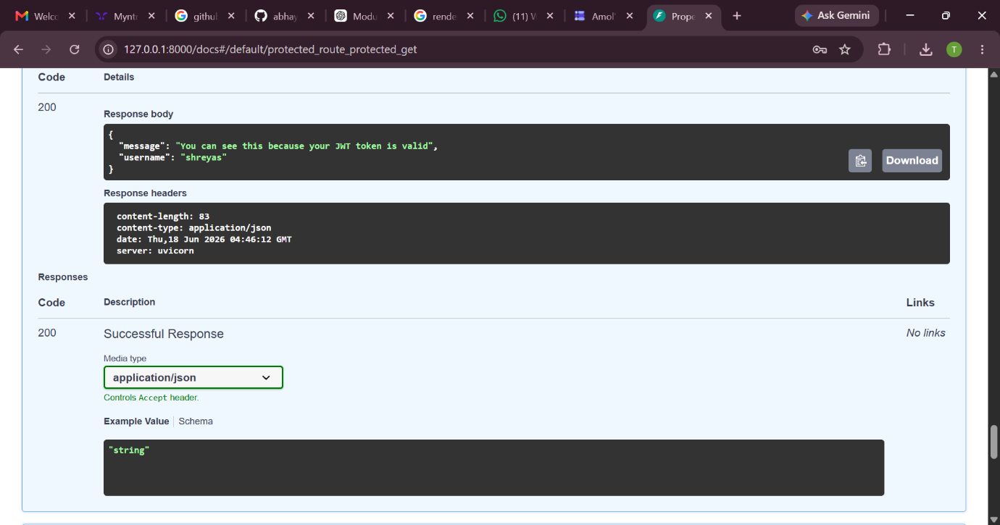 Welco
Myntr
githul
abhay
Modu
rende
(11) W
Amol'
Prope
Ask Gemini
127.0.0.1:8000/docs#/default/protected_route_protected_get
T
Code Details
200
Response body
{
"message": "You can see this because your JWT token is valid",
"username": "shreyas"
}
Download
Response headers
content-length: 83
content-type: application/json
date: Thu,18 Jun 2026 04:46:12 GMT
server: uvicorn
Responses
Code Description Links
200 Successful Response No links
Media type
application/json
Controls Accept header.
Example Value Schema
"string"